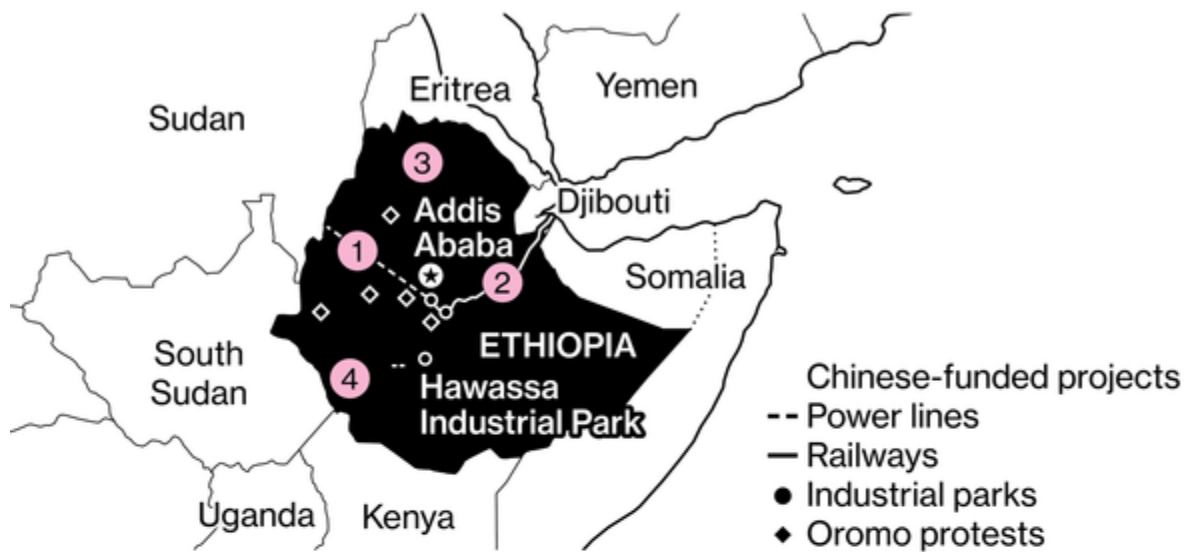 Sudan
Eritrea
Yemen
3
Addis
Ababa
Djibouti
1
2
Somalia
South
Sudan
ETHIOPIA
4
Hawassa
Industrial Park
Uganda
Kenya
Chinese-funded projects
Power lines
Railways
Industrial parks
Oromo protests